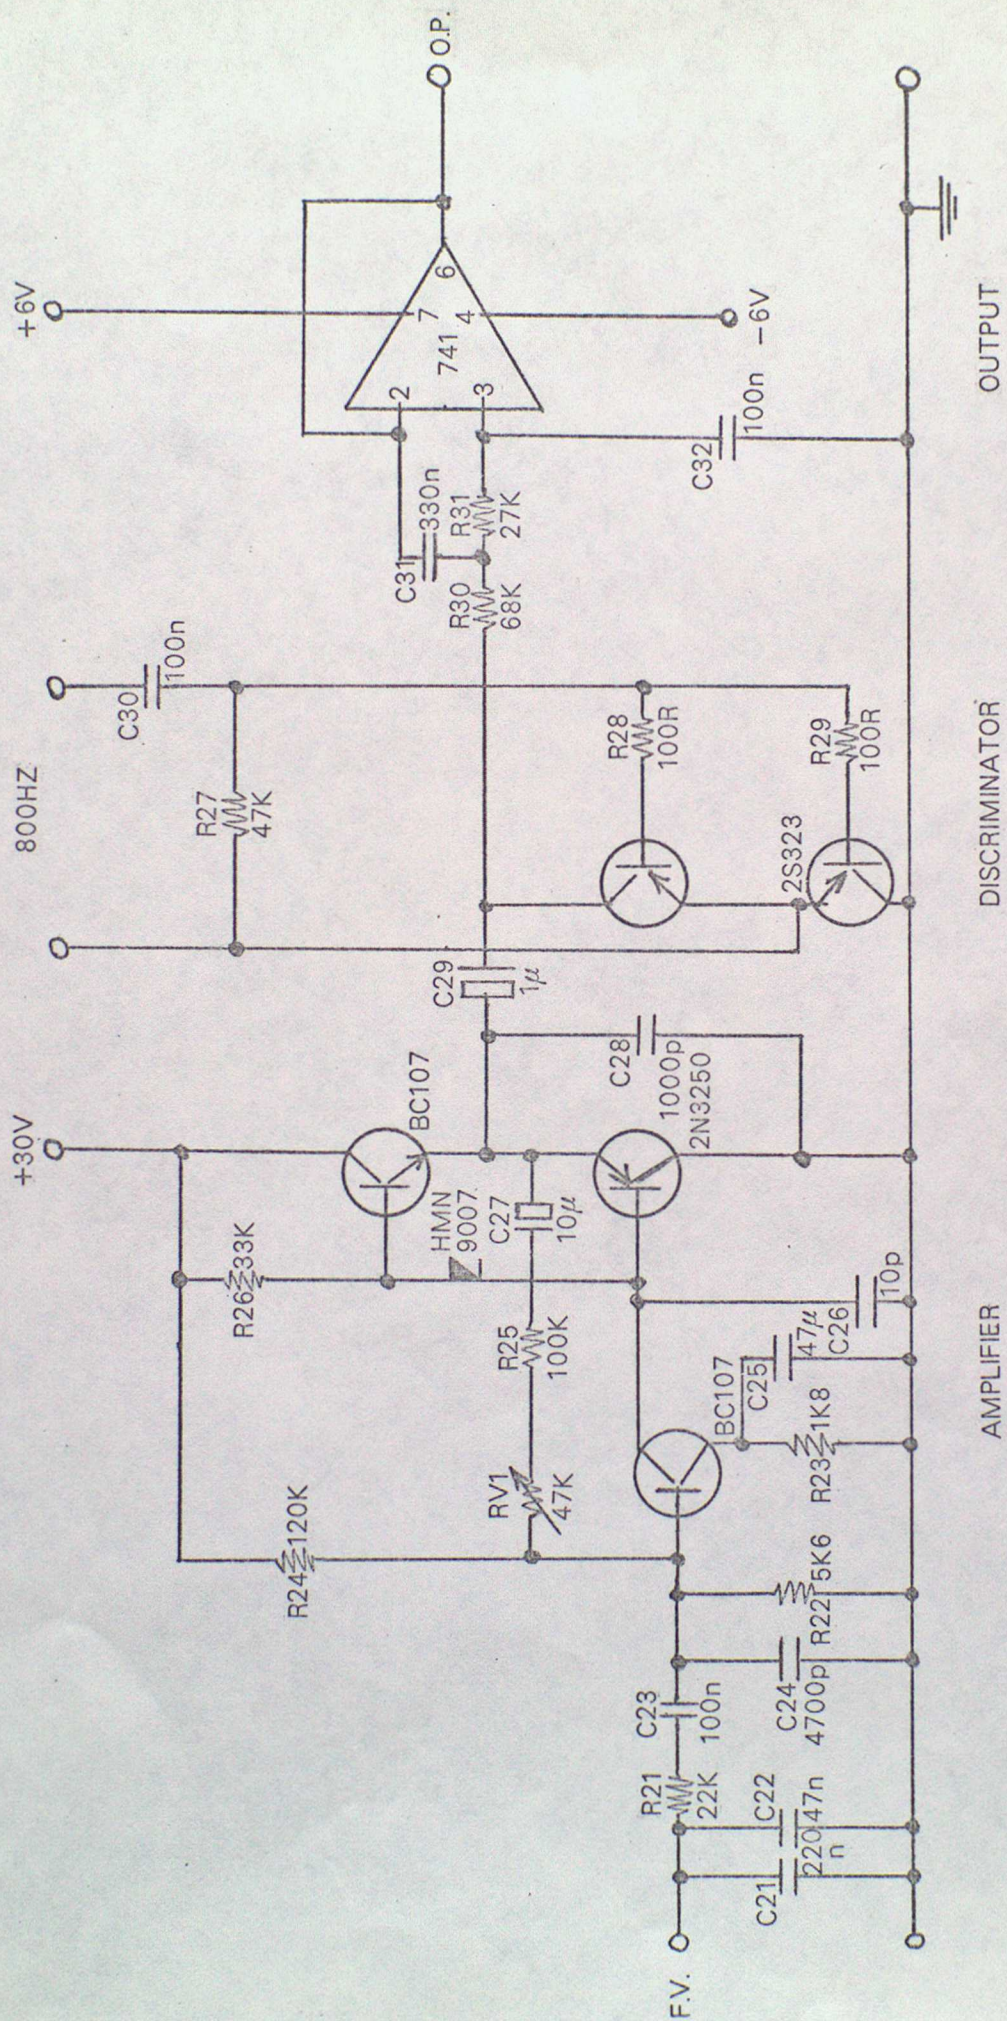 F.V.
C21
220
n
C22
47n
R21
22K
C23
100n
C24
4700p
R22
5K6
R24
120K
RV1
47K
R25
100K
R26
33K
BC107
R23
1K8
C25
47μ
C26
10p
HMN
9007
C27
10μ
+30V
BC107
2N3250
C28
1000p
C29
1μ
800HZ
R27
47K
C30
100n
2S323
R28
100R
R29
100R
R30
68K
C31
330n
R31
27K
C32
100n
2
3
741
7
4
6
+6V
-6V
O.P.
AMPLIFIER
DISCRIMINATOR
OUTPUT